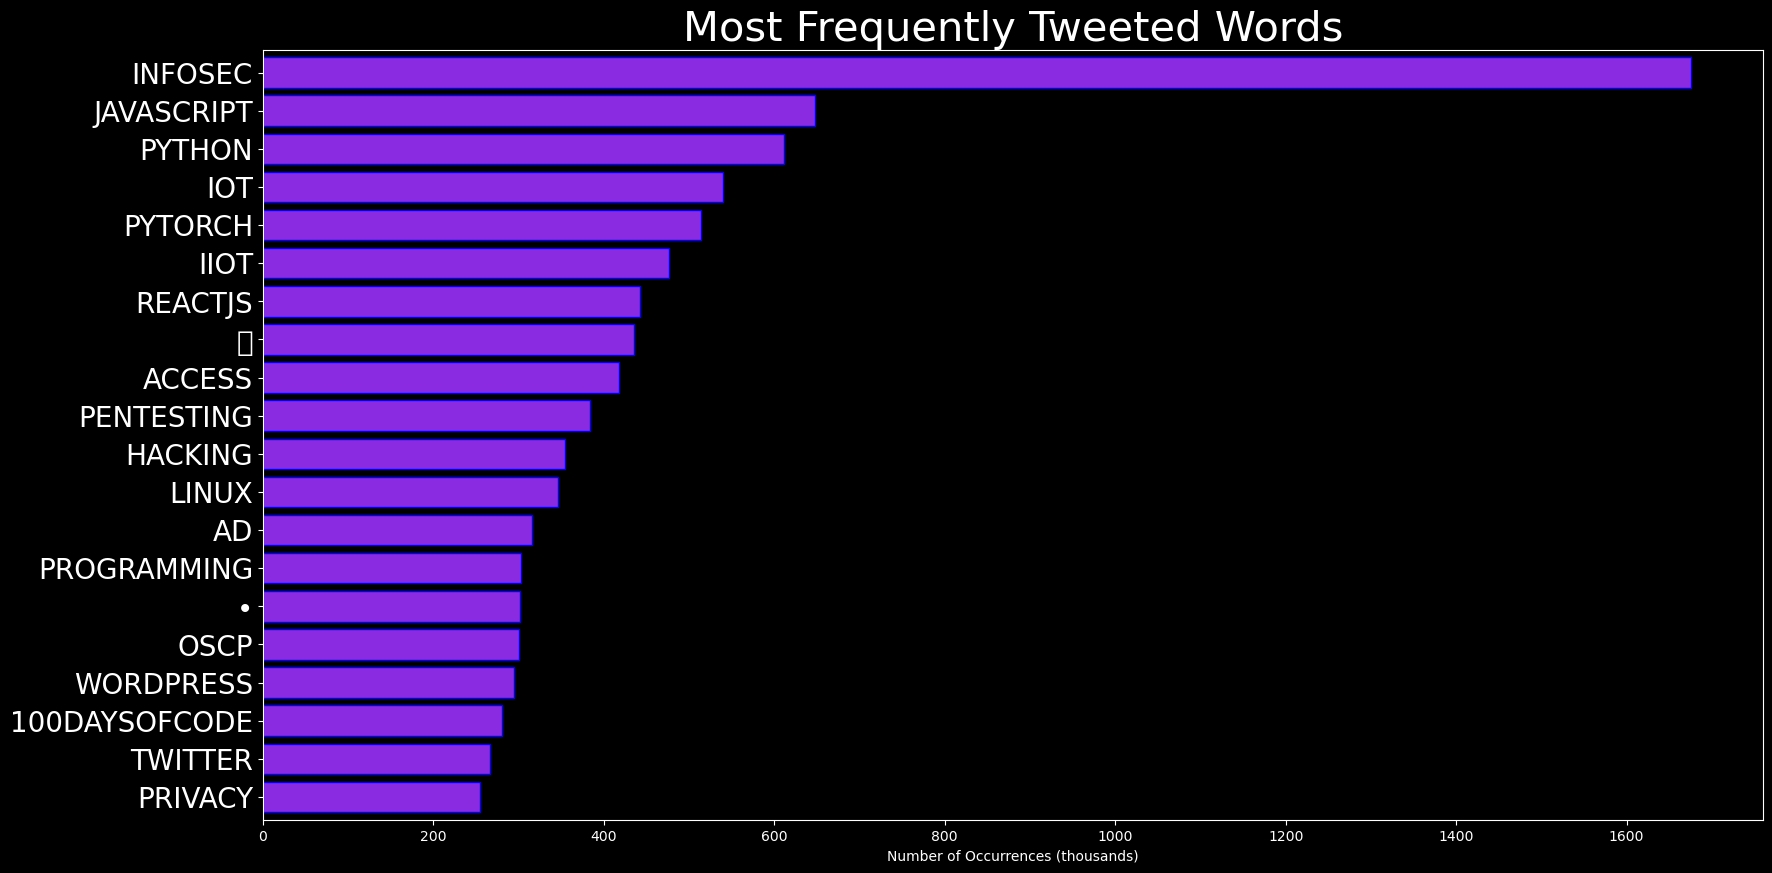 Most Frequently Tweeted Words
INFOSEC
JAVASCRIPT
PYTHON
IOT
PYTORCH
IIOT
REACTJS
ACCESS
PENTESTING
HACKING
LINUX
AD
PROGRAMMING
•
OSCP
WORDPRESS
100DAYSOFCODE
TWITTER
PRIVACY
0 200 400 600 800 1000 1200 1400 1600
Number of Occurrences (thousands)